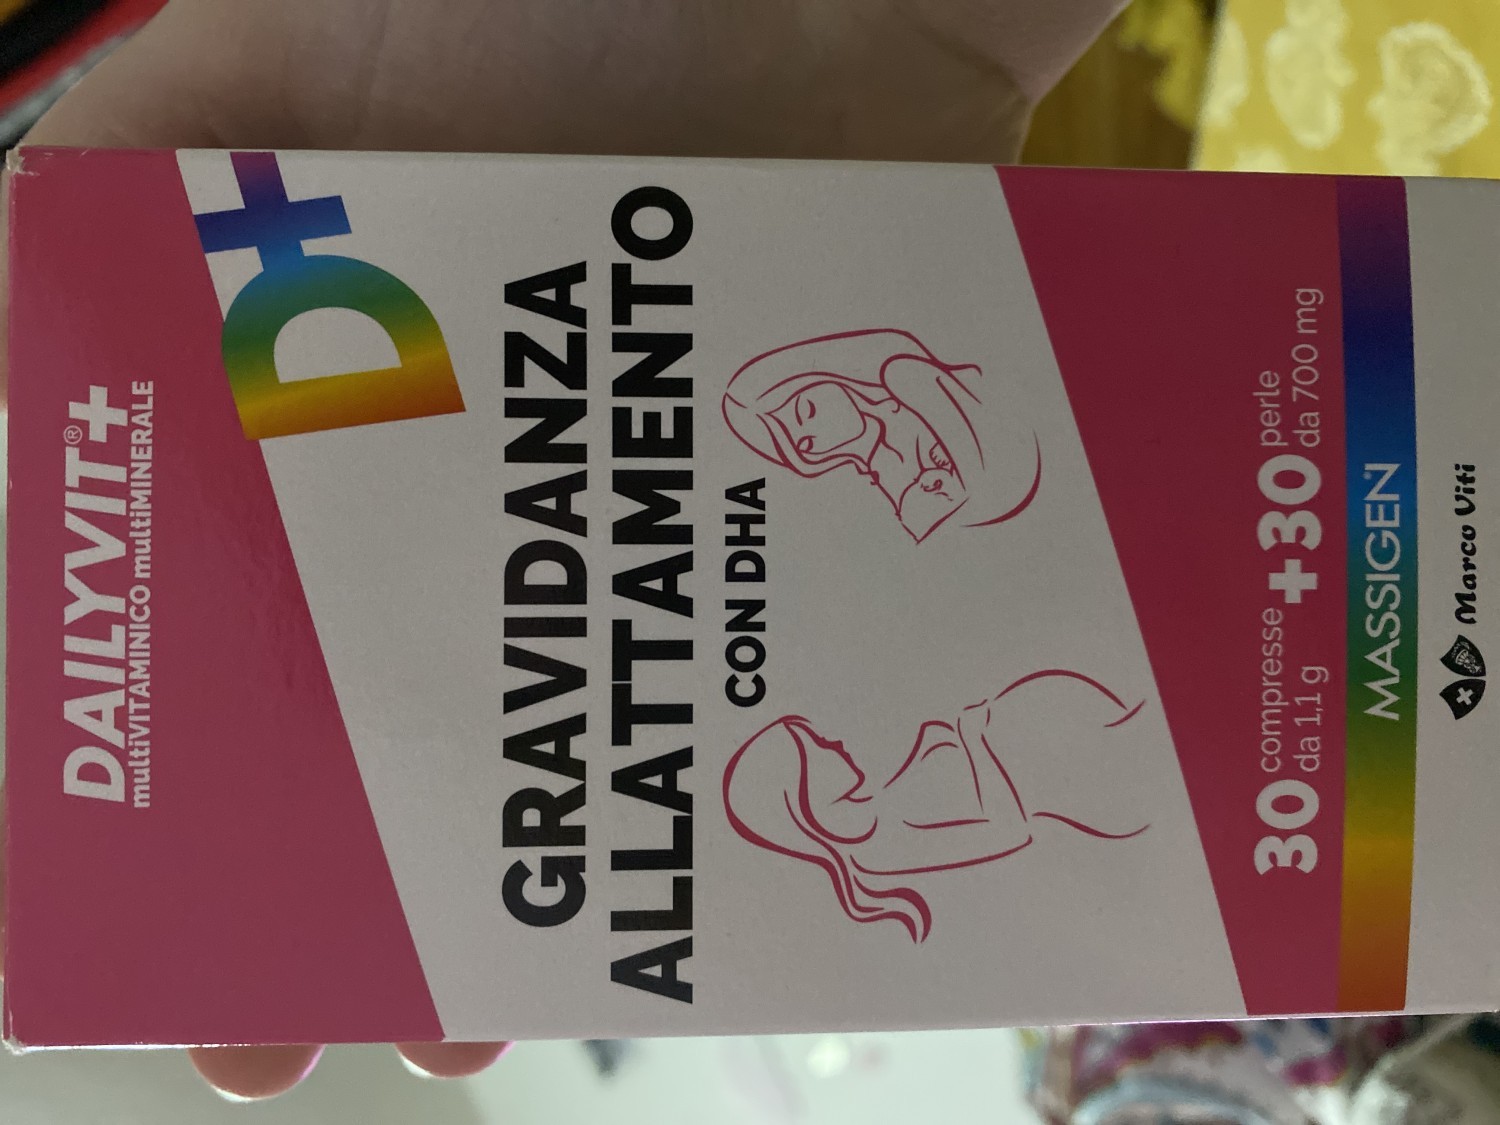 DAILYVIT®+
multiVITAMINICO multiMINERALE
D+
GRAVIDANZA
ALLATTAMENTO
CON DHA
30 compresse da 1,1 g + 30 perle da 700 mg
MASSIGEN
Marco Viti